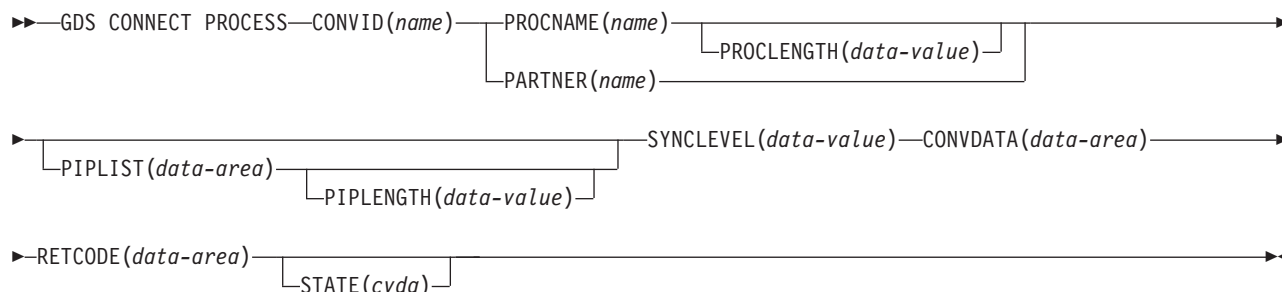 GDS CONNECT PROCESS CONVID(name) PROCNAME(name)
PROCLENGTH(data-value)
PARTNER(name)
SYNCLEVEL(data-value) CONVDATA(data-area)
PIPLIST(data-area)
PIPLENGTH(data-value)
RETCODE(data-area)
STATE(cvda)